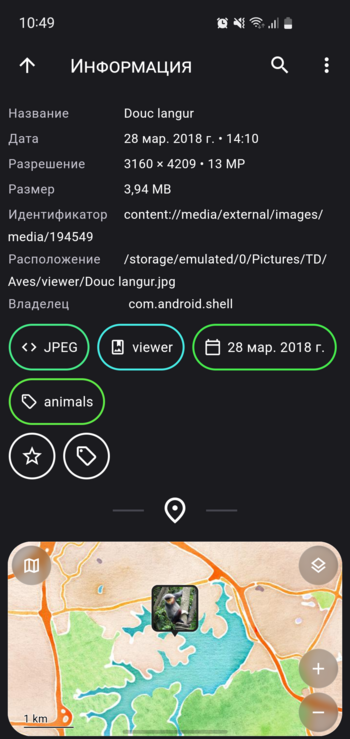 10:49
Информация
Название Douc langur
Дата 28 мар. 2018 г. • 14:10
Разрешение 3160 × 4209 • 13 MP
Размер 3,94 MB
Идентификатор content://media/external/images/
media/194549
Расположение /storage/emulated/0/Pictures/TD/
Aves/viewer/Douc langur.jpg
Владелец com.android.shell
JPEG viewer 28 мар. 2018 г.
animals
1 km